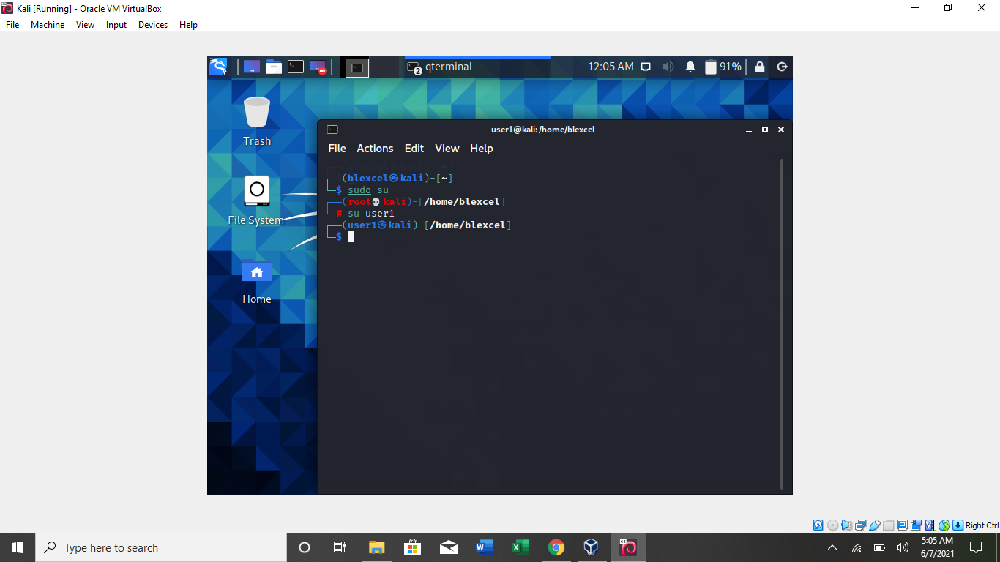 Kali [Running] - Oracle VM VirtualBox
File Machine View Input Devices Help
2 qterminal 12:05 AM 91%
Trash
File System
Home
user1@kali:/home/blexcel
File Actions Edit View Help
┌──(blexcel㉿kali)-[~]
└─$ sudo su
┌──(root💀kali)-[/home/blexcel]
└─# su user1
┌──(user1㉿kali)-[/home/blexcel]
└─$
Right Ctrl
Type here to search
5:05 AM
6/7/2021